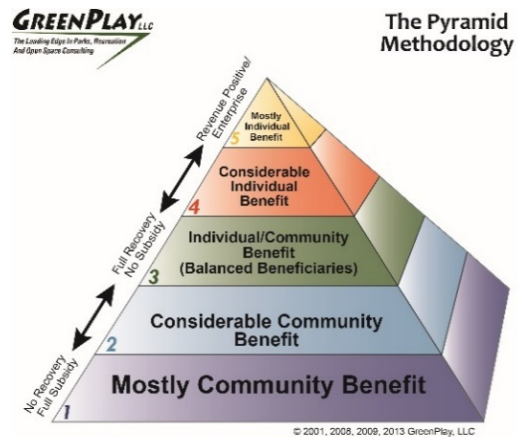 GREENPLAY LLC
The Leading Edge In Parks, Recreation
And Open Space Consulting
The Pyramid
Methodology
Revenue Positive/
Enterprise
5
Mostly
Individual
Benefit
4
Considerable
Individual
Benefit
Full Recovery
No Subsidy
3
Individual/Community
Benefit
(Balanced Beneficiaries)
2
Considerable Community
Benefit
No Recovery
Full Subsidy
1
Mostly Community Benefit
© 2001, 2008, 2009, 2013 GreenPlay, LLC